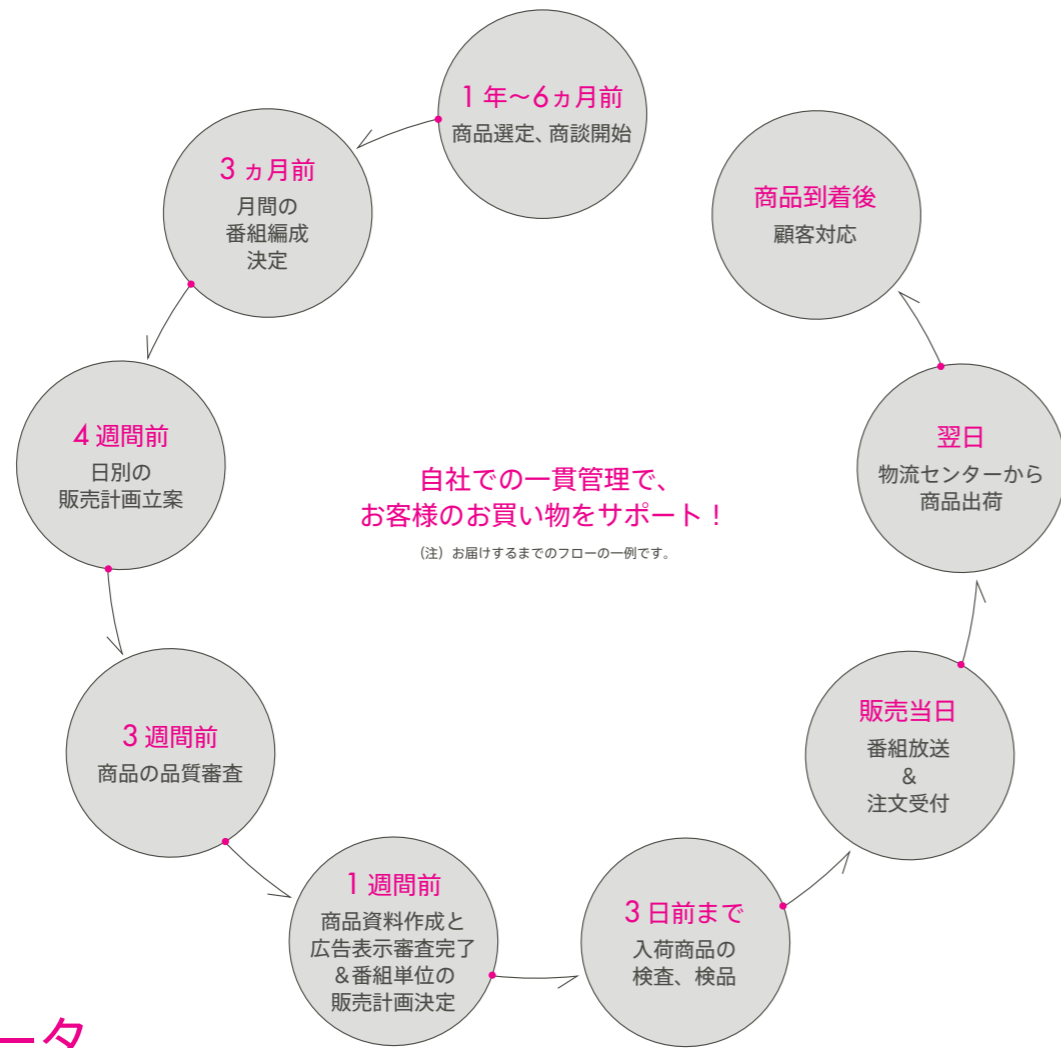 1年〜6ヵ月前
商品選定、商談開始
3ヵ月前
月間の
番組編成
決定
4週間前
日別の
販売計画立案
3週間前
商品の品質審査
1週間前
商品資料作成と
広告表示審査完了
＆番組単位の
販売計画決定
3日前まで
入荷商品の
検査、検品
販売当日
番組放送
＆
注文受付
翌日
物流センターから
商品出荷
商品到着後
顧客対応
自社での一貫管理で、
お客様のお買い物をサポート！
（注）お届けするまでのフローの一例です。
ータ